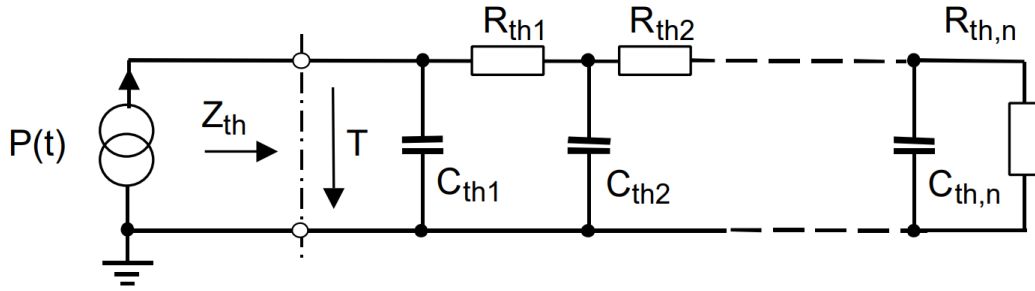 R_th1 R_th2 R_th,n
P(t) Z_th T
C_th1 C_th2 C_th,n